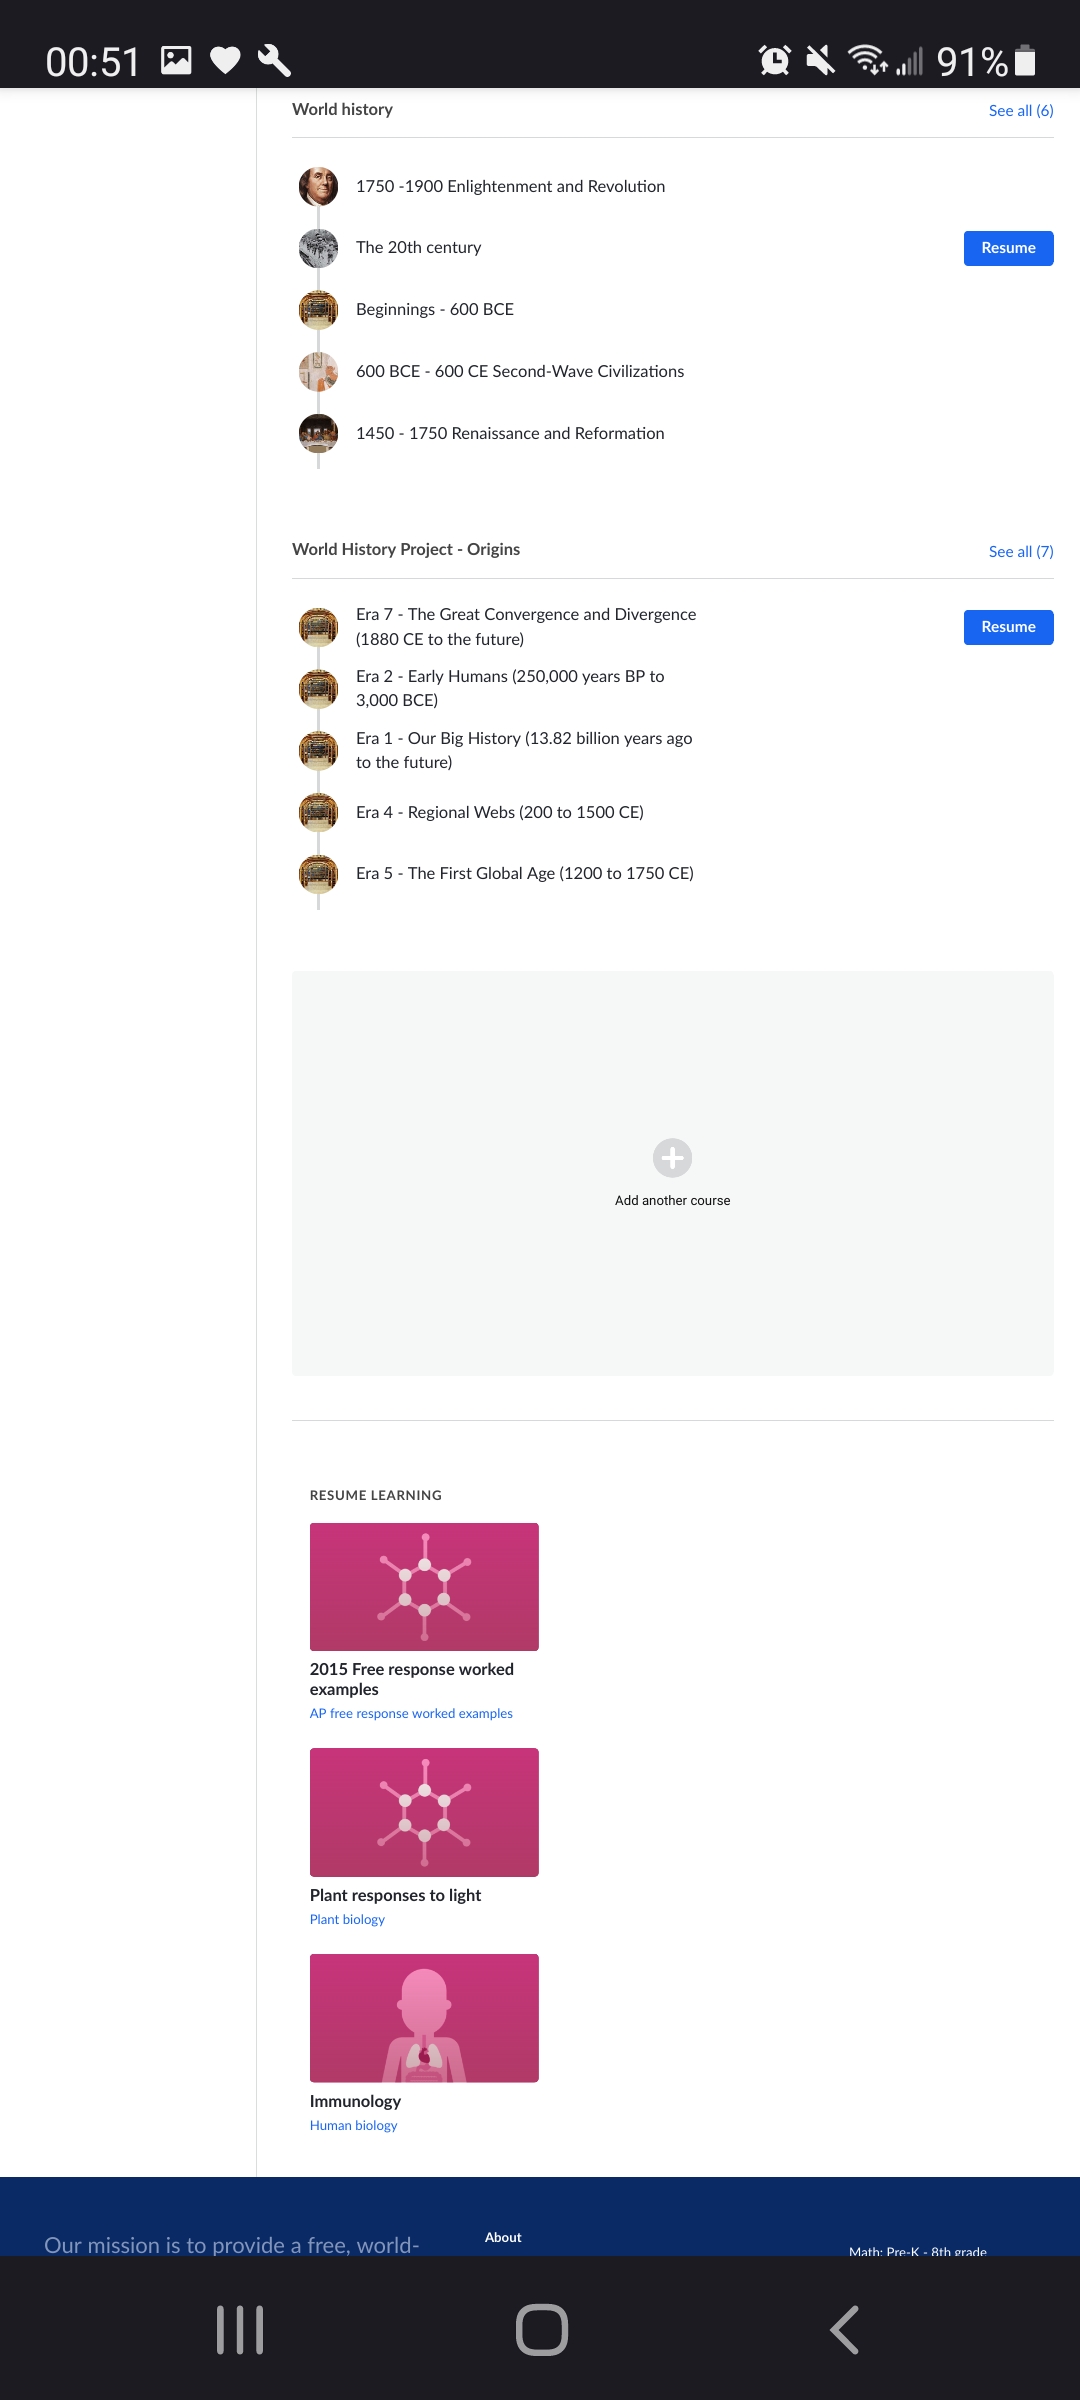 00:51
91%
World history
See all (6)
1750 -1900 Enlightenment and Revolution
The 20th century
Resume
Beginnings - 600 BCE
600 BCE - 600 CE Second-Wave Civilizations
1450 - 1750 Renaissance and Reformation
World History Project - Origins
See all (7)
Era 7 - The Great Convergence and Divergence
(1880 CE to the future)
Resume
Era 2 - Early Humans (250,000 years BP to
3,000 BCE)
Era 1 - Our Big History (13.82 billion years ago
to the future)
Era 4 - Regional Webs (200 to 1500 CE)
Era 5 - The First Global Age (1200 to 1750 CE)
Add another course
RESUME LEARNING
2015 Free response worked
examples
AP free response worked examples
Plant responses to light
Plant biology
Immunology
Human biology
Our mission is to provide a free, world-
About
Math: Pre-K - 8th grade